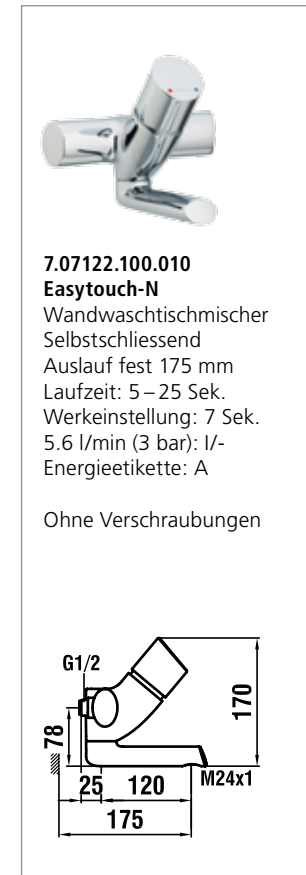 7.07122.100.010
Easytouch-N
Wandwaschtischmischer
Selbstschliessend
Auslauf fest 175 mm
Laufzeit: 5 – 25 Sek.
Werkeinstellung: 7 Sek.
5.6 l/min (3 bar): I/-
Energieetikette: A
Ohne Verschraubungen
G1/2
170
78
25
120
M24x1
175